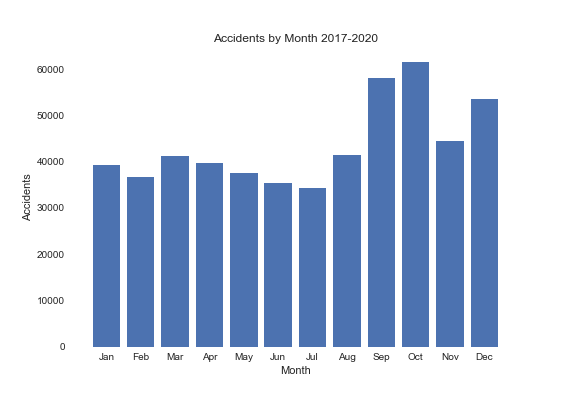 Accidents by Month 2017-2020
60000
50000
40000
30000
20000
10000
0
Accidents
Jan Feb Mar Apr May Jun Jul Aug Sep Oct Nov Dec
Month